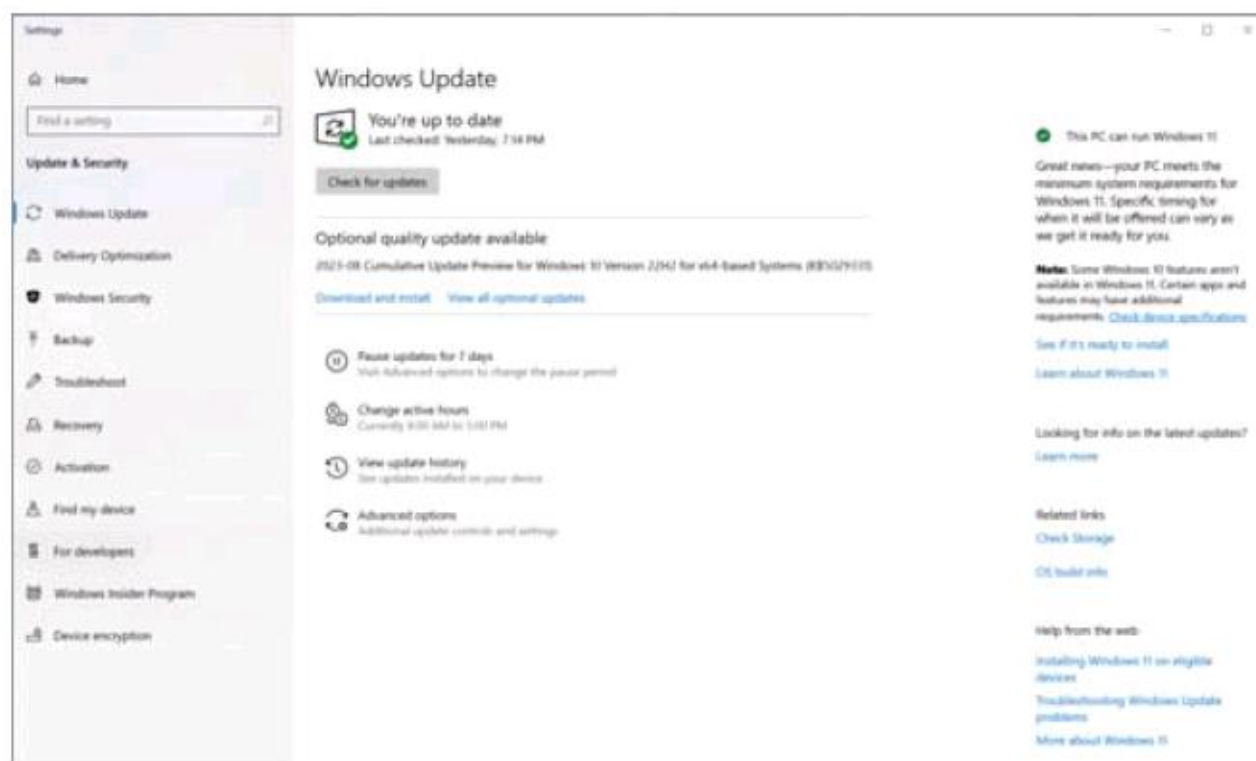 Settings
Home
Find a setting
Update & Security
Windows Update
Delivery Optimization
Windows Security
Backup
Troubleshoot
Recovery
Activation
Find my device
For developers
Windows Insider Program
Device encryption
Windows Update
You're up to date
Last checked: Yesterday, 7:14 PM
Check for updates
Optional quality update available
2023-08 Cumulative Update Preview for Windows 10 Version 22H2 for x64-based Systems
Download and install View all optional updates
Pause updates for 7 days
Visit Advanced options to change the pause period
Change active hours
Currently 8:00 AM to 5:00 PM
View update history
See updates installed on your device
Advanced options
Additional update controls and settings
This PC can run Windows 11
Great news—your PC meets the
minimum system requirements for
Windows 11. Specific timing for
when it will be offered can vary as
we get it ready for you.
Note: Some Windows 10 features aren't
available in Windows 11. Certain apps and
features may have additional
requirements. Check device specifications
See if it's ready to install
Learn about Windows 11
Looking for info on the latest updates?
Learn more
Related links
Check Storage
OS build info
Help from the web
Installing Windows 11 on eligible
devices
Troubleshooting Windows Update
problems
More about Windows 11